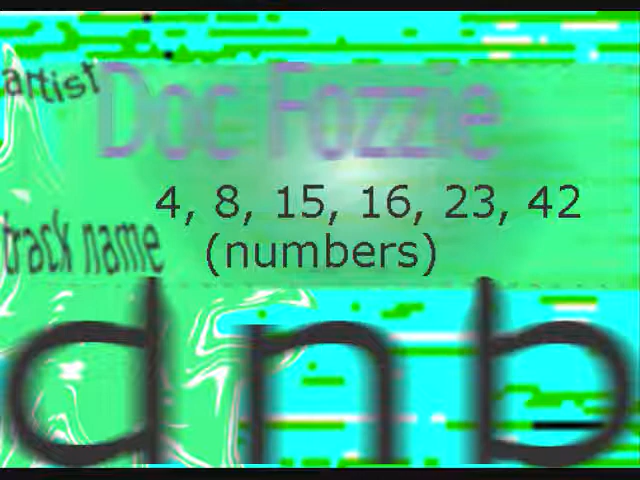 artist Doc Fozzie
4, 8, 15, 16, 23, 42
track name (numbers)
dnb